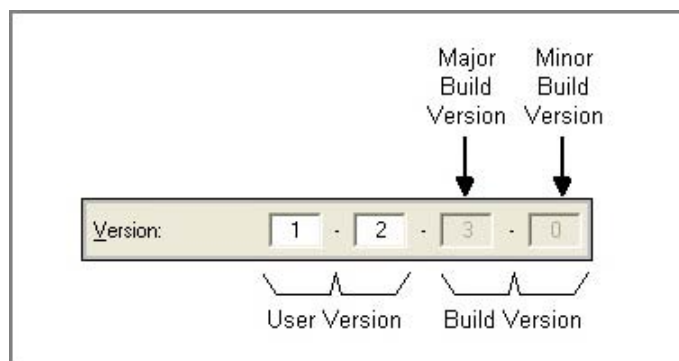 Major Build Version
Minor Build Version
Version: 1 - 2 - 3 - 0
User Version
Build Version